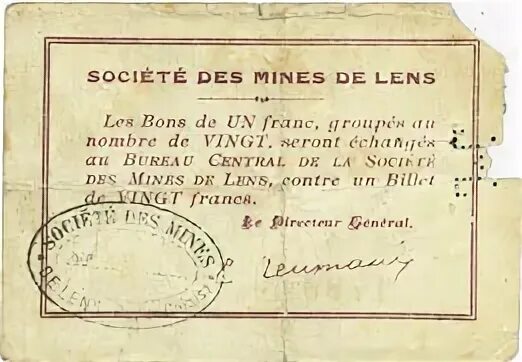 SOCIÉTÉ DES MINES DE LENS
Les Bons de UN franc, groupés au
nombre de VINGT, seront échangés
au BUREAU CENTRAL DE LA SOCIÉTÉ
DES MINES DE LENS, contre un Billet
de VINGT francs.
Le Directeur Général.
SOCIÉTÉ DES MINES
DE LENS